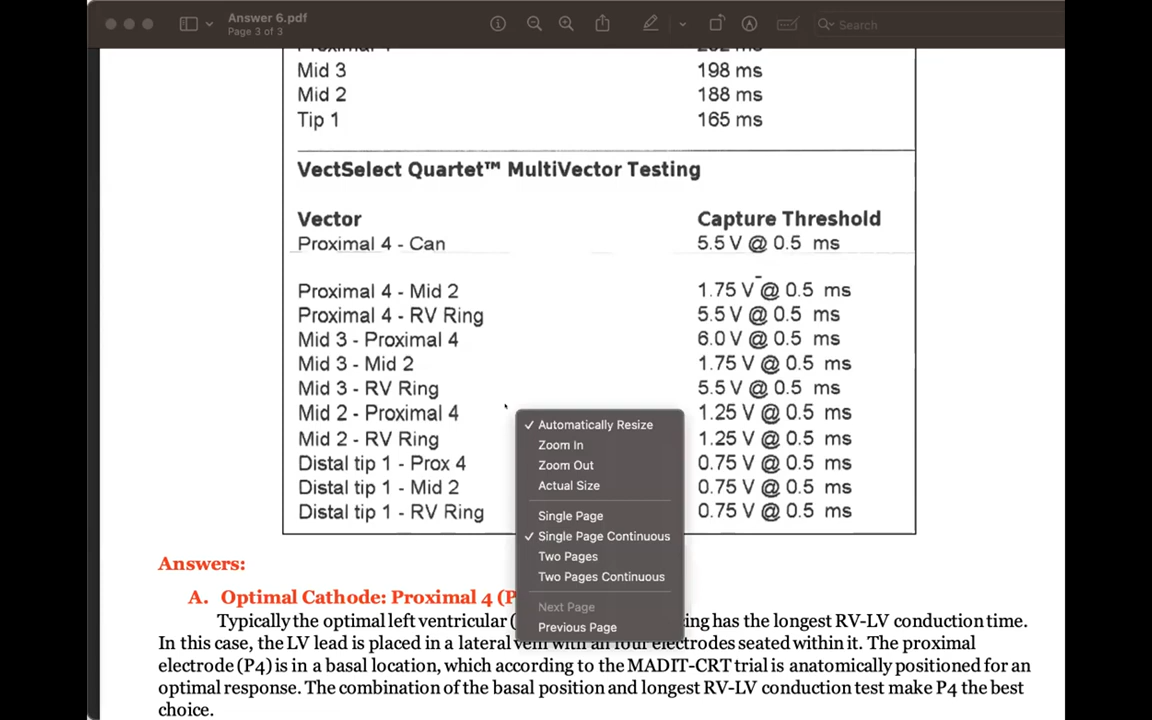 Answer 6.pdf
Page 3 of 3
Search
Mid 3 198 ms
Mid 2 188 ms
Tip 1 165 ms
VectSelect Quartet™ MultiVector Testing
Vector Capture Threshold
Proximal 4 - Can 5.5 V @ 0.5 ms
Proximal 4 - Mid 2 1.75 V @ 0.5 ms
Proximal 4 - RV Ring 5.5 V @ 0.5 ms
Mid 3 - Proximal 4 6.0 V @ 0.5 ms
Mid 3 - Mid 2 1.75 V @ 0.5 ms
Mid 3 - RV Ring 5.5 V @ 0.5 ms
Mid 2 - Proximal 4 1.25 V @ 0.5 ms
Mid 2 - RV Ring 1.25 V @ 0.5 ms
Distal tip 1 - Prox 4 0.75 V @ 0.5 ms
Distal tip 1 - Mid 2 0.75 V @ 0.5 ms
Distal tip 1 - RV Ring 0.75 V @ 0.5 ms
Automatically Resize
Zoom In
Zoom Out
Actual Size
Single Page
Single Page Continuous
Two Pages
Two Pages Continuous
Next Page
Previous Page
Answers:
A. Optimal Cathode: Proximal 4 (P
Typically the optimal left ventricular ( ing has the longest RV-LV conduction time.
In this case, the LV lead is placed in a lateral vein with all four electrodes seated within it. The proximal
electrode (P4) is in a basal location, which according to the MADIT-CRT trial is anatomically positioned for an
optimal response. The combination of the basal position and longest RV-LV conduction test make P4 the best
choice.